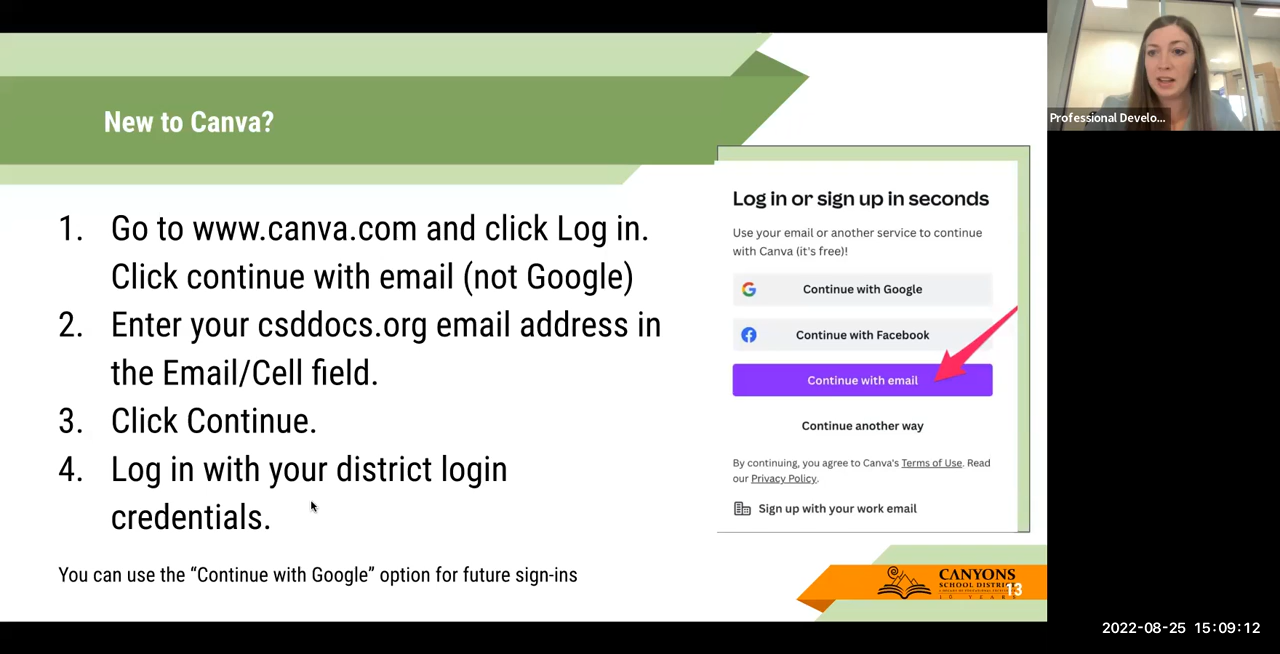 New to Canva?
1. Go to www.canva.com and click Log in.
Click continue with email (not Google)
2. Enter your csddocs.org email address in
the Email/Cell field.
3. Click Continue.
4. Log in with your district login
credentials.
You can use the “Continue with Google” option for future sign-ins
Log in or sign up in seconds
Use your email or another service to continue
with Canva (it's free)!
Continue with Google
Continue with Facebook
Continue with email
Continue another way
By continuing, you agree to Canva's Terms of Use. Read
our Privacy Policy.
Sign up with your work email
CANYONS
SCHOOL DISTRICT
10 YEARS
13
Professional Develo...
2022-08-25 15:09:12